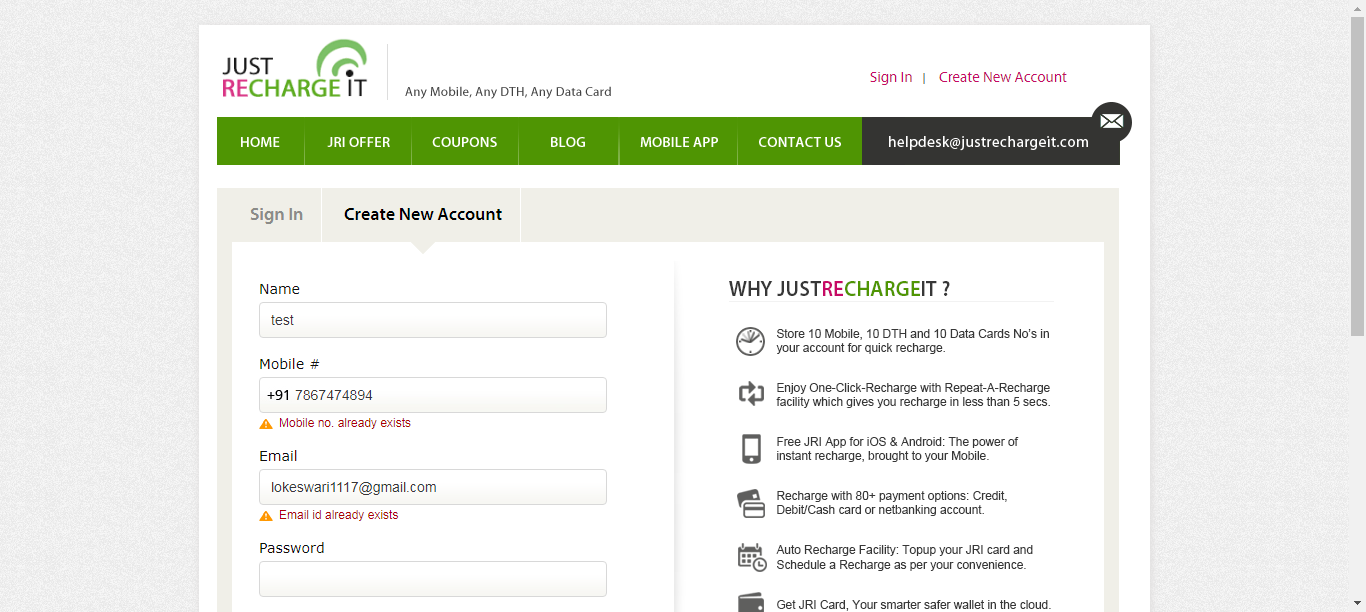 JUST
RECHARGE IT
Any Mobile, Any DTH, Any Data Card
Sign In | Create New Account
HOME JRI OFFER COUPONS BLOG MOBILE APP CONTACT US helpdesk@justrechargeit.com
Sign In Create New Account
Name
test
Mobile #
+91 7867474894
Mobile no. already exists
Email
lokeswari1117@gmail.com
Email id already exists
Password
WHY JUSTRECHARGEIT ?
Store 10 Mobile, 10 DTH and 10 Data Cards No's in
your account for quick recharge.
Enjoy One-Click-Recharge with Repeat-A-Recharge
facility which gives you recharge in less than 5 secs.
Free JRI App for iOS & Android: The power of
instant recharge, brought to your Mobile.
Recharge with 80+ payment options: Credit,
Debit/Cash card or netbanking account.
Auto Recharge Facility: Topup your JRI card and
Schedule a Recharge as per your convenience.
Get JRI Card, Your smarter safer wallet in the cloud.